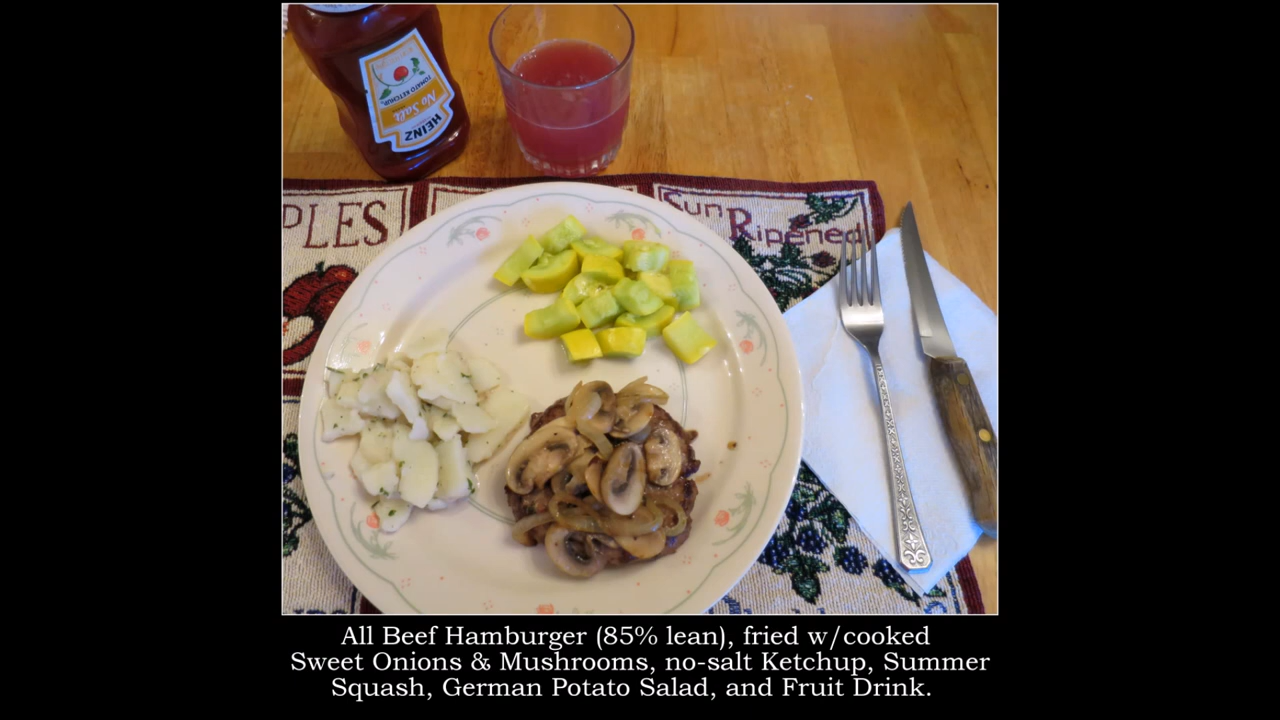 HEINZ
No Salt
TOMATO KETCHUP
PLES
Sun
Ripened
All Beef Hamburger (85% lean), fried w/cooked
Sweet Onions & Mushrooms, no-salt Ketchup, Summer
Squash, German Potato Salad, and Fruit Drink.